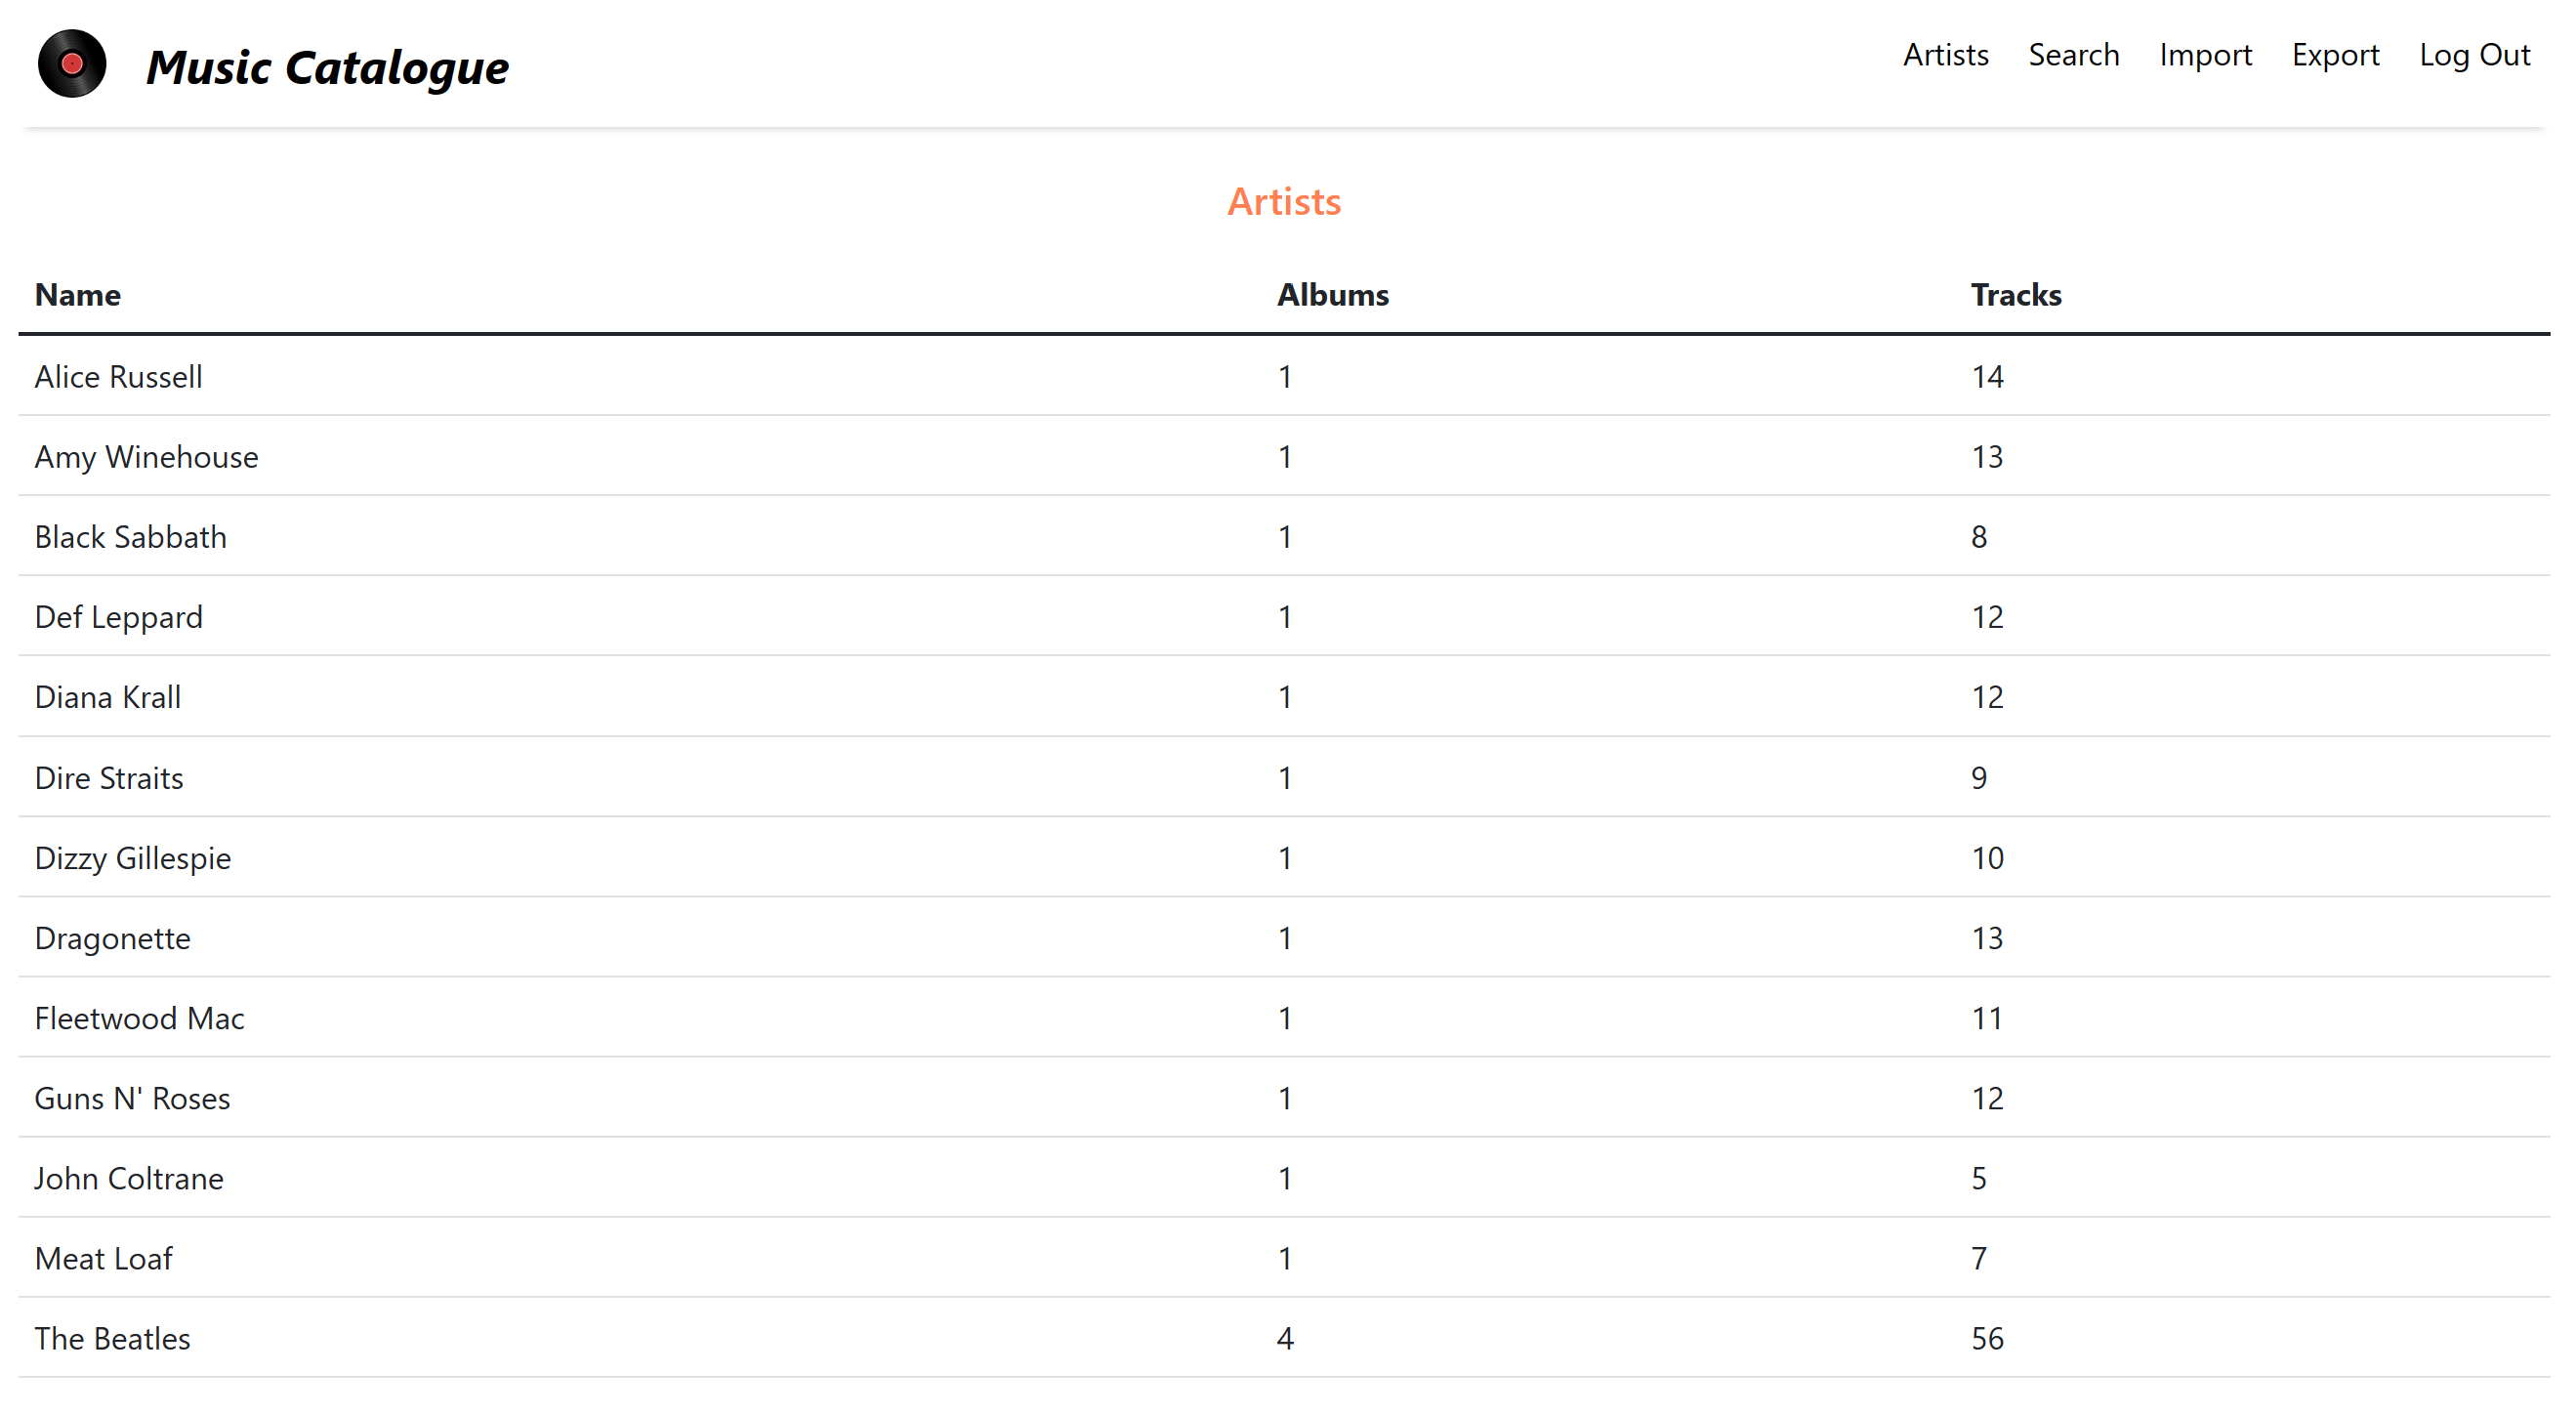 Music Catalogue Artists Search Import Export Log Out
Artists
Name Albums Tracks
Alice Russell 1 14
Amy Winehouse 1 13
Black Sabbath 1 8
Def Leppard 1 12
Diana Krall 1 12
Dire Straits 1 9
Dizzy Gillespie 1 10
Dragonette 1 13
Fleetwood Mac 1 11
Guns N' Roses 1 12
John Coltrane 1 5
Meat Loaf 1 7
The Beatles 4 56